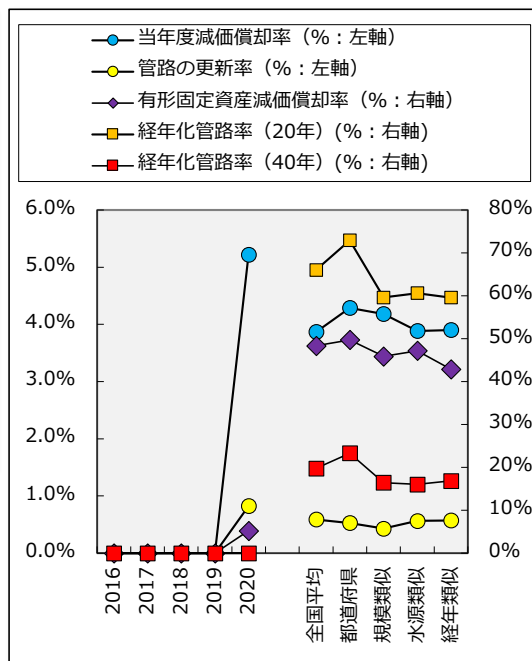 当年度減価償却率（%：左軸）
管路の更新率（%：左軸）
有形固定資産減価償却率（%：右軸）
経年化管路率（20年）(%：右軸)
経年化管路率（40年）(%：右軸)
6.0%
5.0%
4.0%
3.0%
2.0%
1.0%
0.0%
80%
70%
60%
50%
40%
30%
20%
10%
0%
2016
2017
2018
2019
2020
全国平均
都道府県
規模類似
水源類似
経年類似